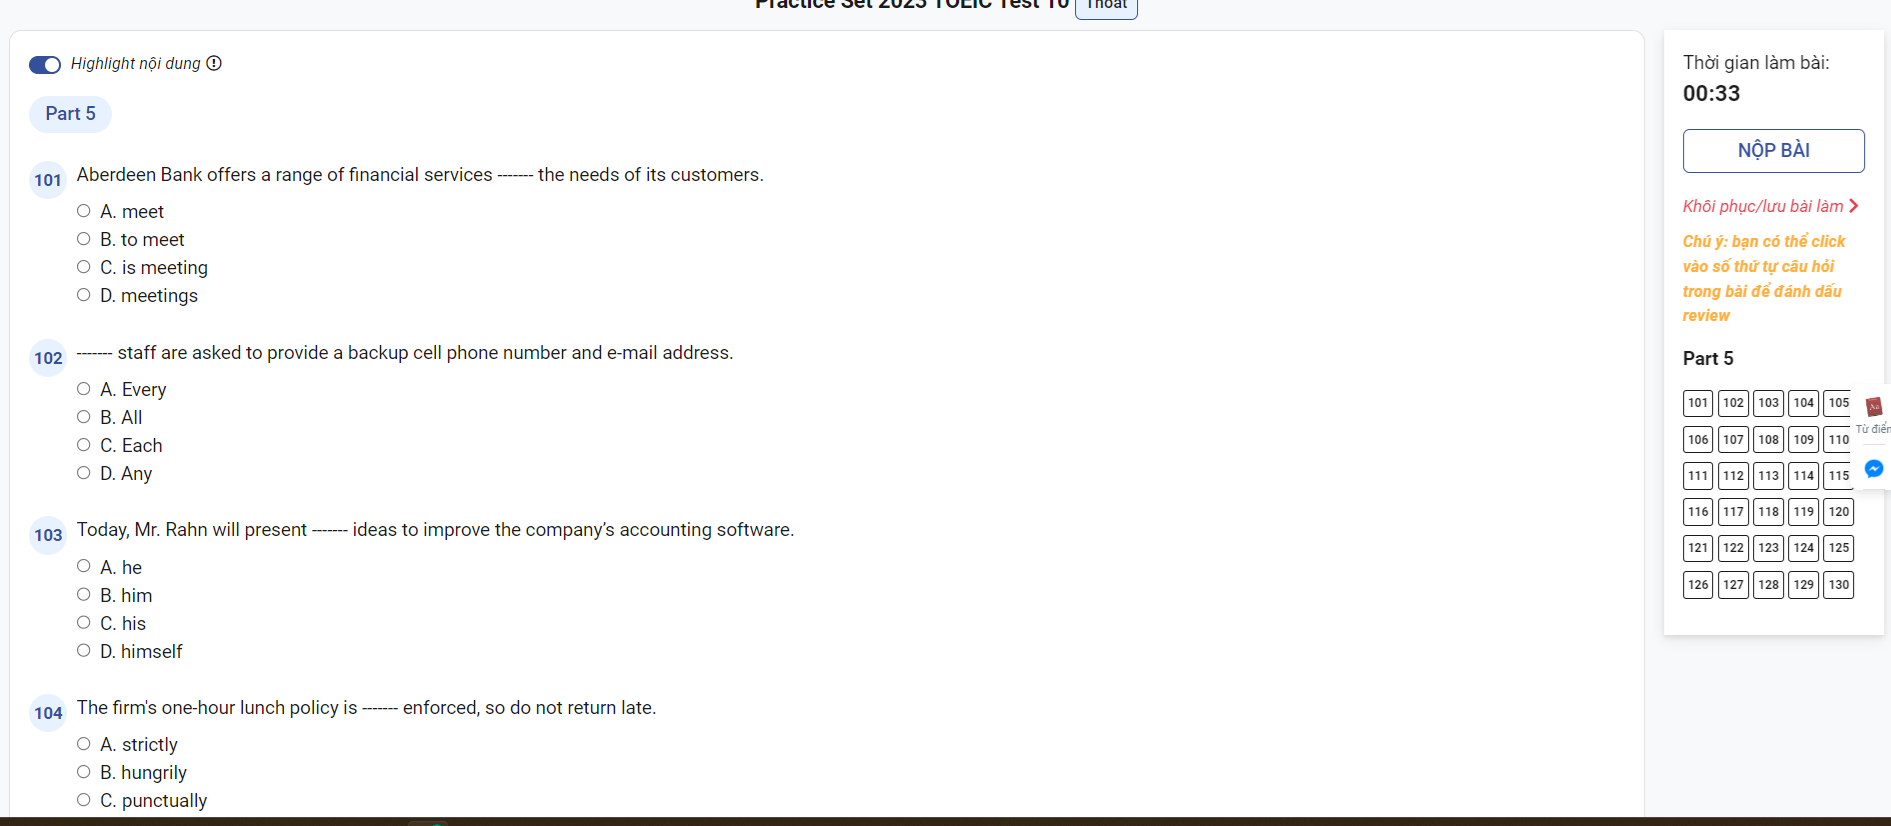 Practice Set 2023 TOEIC Test 10 Thoát
Highlight nội dung
Part 5
101 Aberdeen Bank offers a range of financial services ------- the needs of its customers.
A. meet
B. to meet
C. is meeting
D. meetings
102 ------- staff are asked to provide a backup cell phone number and e-mail address.
A. Every
B. All
C. Each
D. Any
103 Today, Mr. Rahn will present ------- ideas to improve the company’s accounting software.
A. he
B. him
C. his
D. himself
104 The firm's one-hour lunch policy is ------- enforced, so do not return late.
A. strictly
B. hungrily
C. punctually
Thời gian làm bài:
00:33
NỘP BÀI
Khôi phục/lưu bài làm
Chú ý: bạn có thể click
vào số thứ tự câu hỏi
trong bài để đánh dấu
review
Part 5
101 102 103 104 105
106 107 108 109 110
111 112 113 114 115
116 117 118 119 120
121 122 123 124 125
126 127 128 129 130
Từ điển